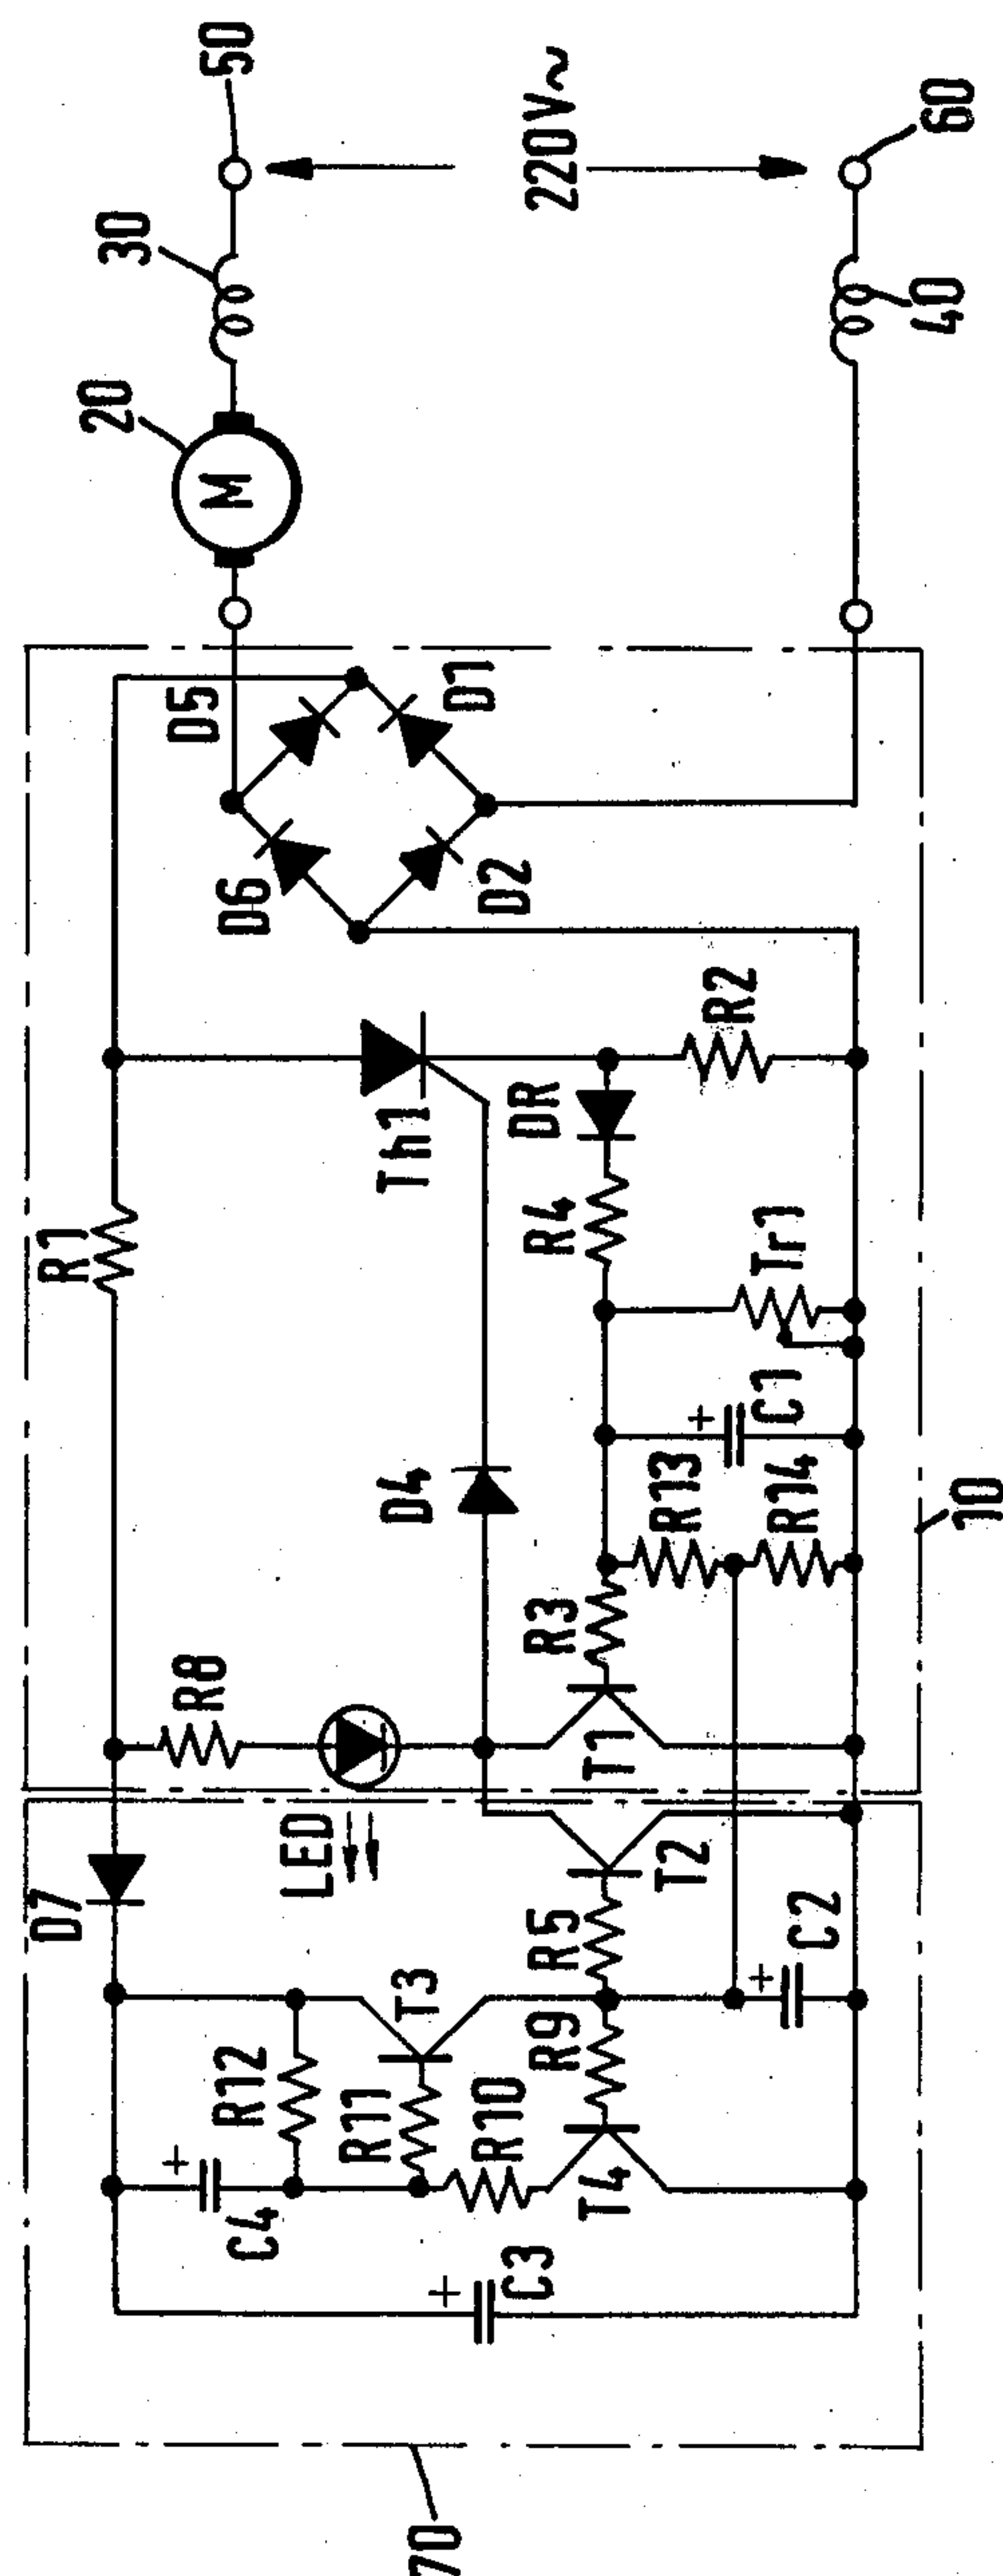 50
30
20
220V~
60
40
M
D5
D1
D6
D2
R1
Th1
DR
R2
R4
Tr1
D4
+
C1
R13
R14
R3
R8
10
T1
LED
T2
D7
R5
T3
C2
+
R9
R12
R11
R10
T4
+
C4
+
C3
70